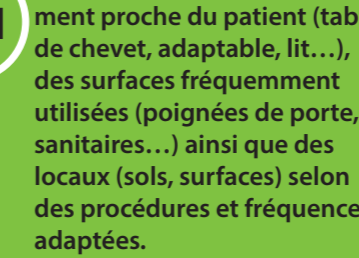 ment proche du patient (tab
de chevet, adaptable, lit…),
des surfaces fréquemment
utilisées (poignées de porte,
sanitaires…) ainsi que des
locaux (sols, surfaces) selon
des procédures et fréquence
adaptées.